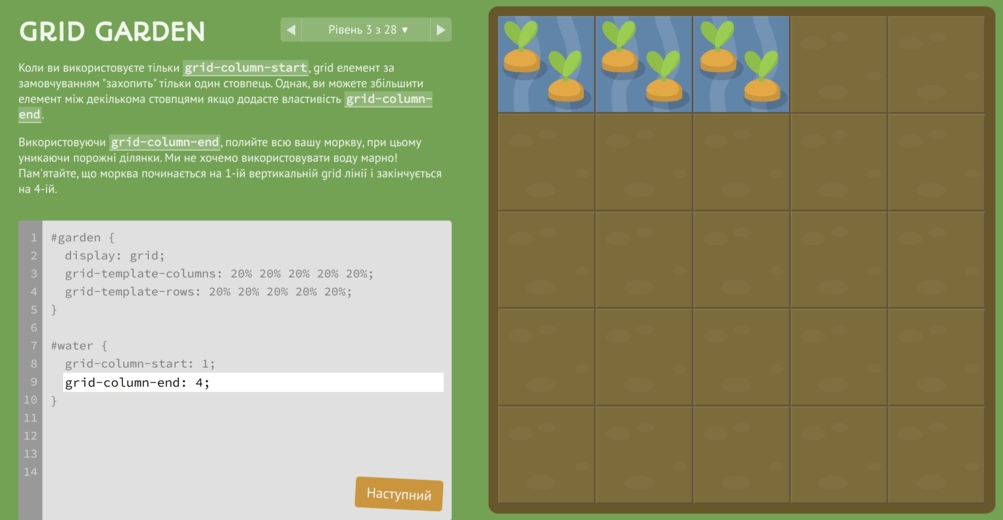 GRID GARDEN
◀ Рівень 3 з 28 ▼ ▶
Коли ви використовуєте тільки grid-column-start, grid елемент за
замовчуванням "захопить" тільки один стовпець. Однак, ви можете збільшити
елемент між декількома стовпцями якщо додасте властивість grid-column-
end.
Використовуючи grid-column-end, полийте всю вашу моркву, при цьому
уникаючи порожні ділянки. Ми не хочемо використовувати воду марно!
Пам'ятайте, що морква починається на 1-ій вертикальній grid лінії і закінчується
на 4-ій.
1 #garden {
2 display: grid;
3 grid-template-columns: 20% 20% 20% 20% 20%;
4 grid-template-rows: 20% 20% 20% 20% 20%;
5 }
6
7 #water {
8 grid-column-start: 1;
9 grid-column-end: 4;
10 }
11
12
13
14
Наступний